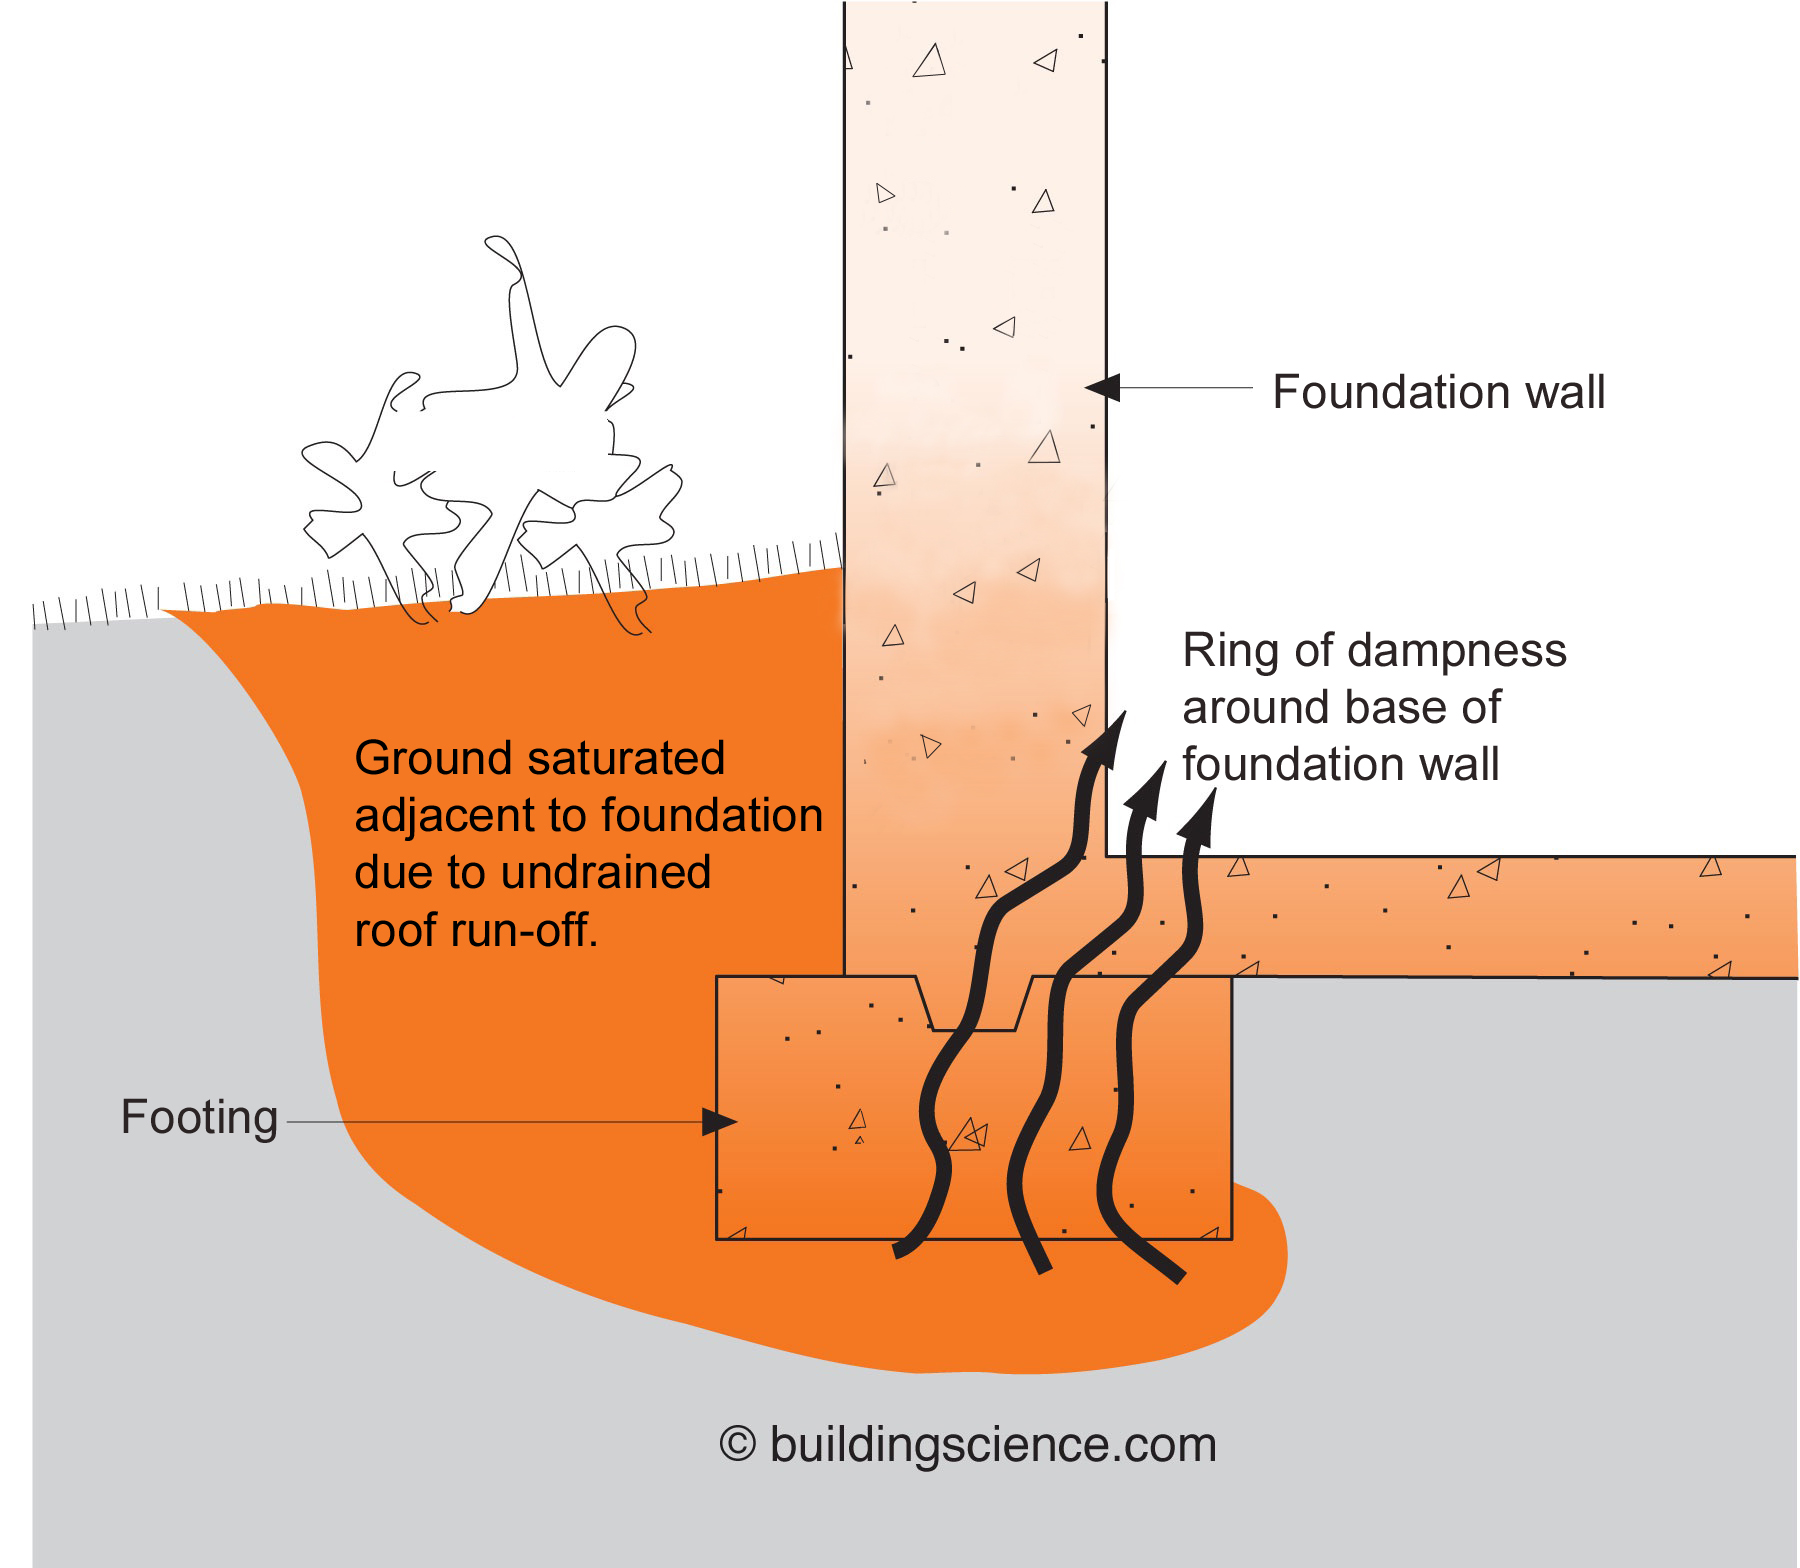 Foundation wall
Ring of dampness
around base of
foundation wall
Ground saturated
adjacent to foundation
due to undrained
roof run-off.
Footing
© buildingscience.com